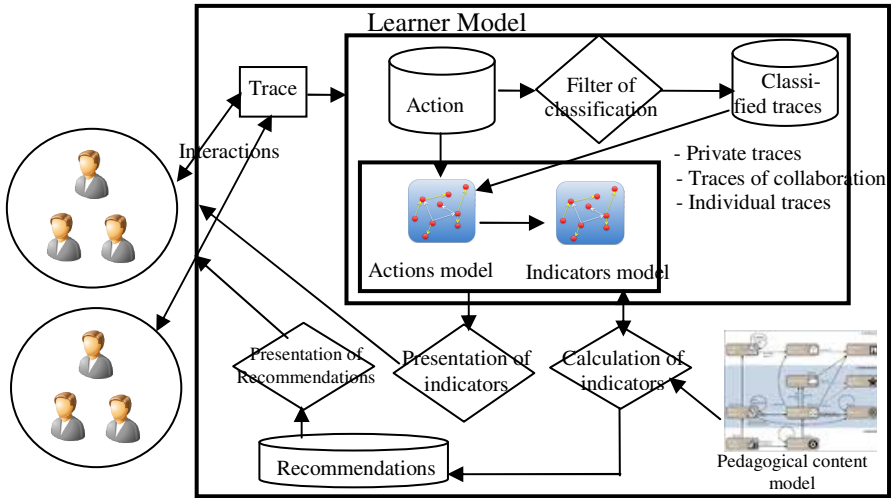 Learner Model
Trace
Action
Filter of
classification
Classi-
fied traces
Interactions
- Private traces
- Traces of collaboration
- Individual traces
Actions model
Indicators model
Presentation of
Recommendations
Presentation of
indicators
Calculation of
indicators
Recommendations
Pedagogical content
model